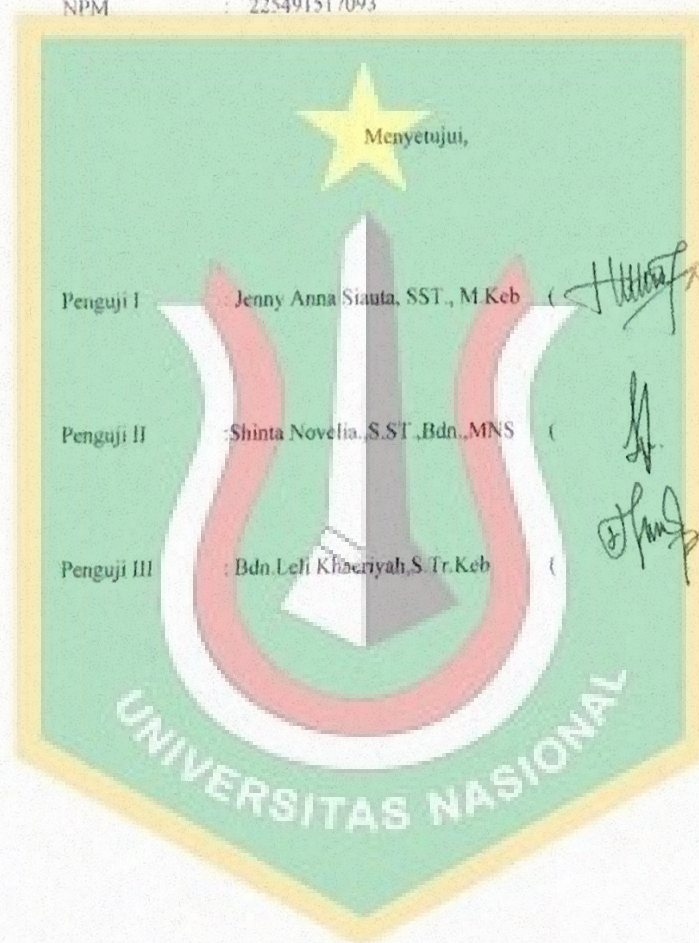 NPM : 225491517093
Menyetujui,
Penguji I : Jenny Anna Siauta, SST., M.Keb (
Penguji II :Shinta Novelia.,S.ST.,Bdn.,MNS (
Penguji III : Bdn.Leli Khaeriyah,S.Tr.Keb (
UNIVERSITAS NASIONAL